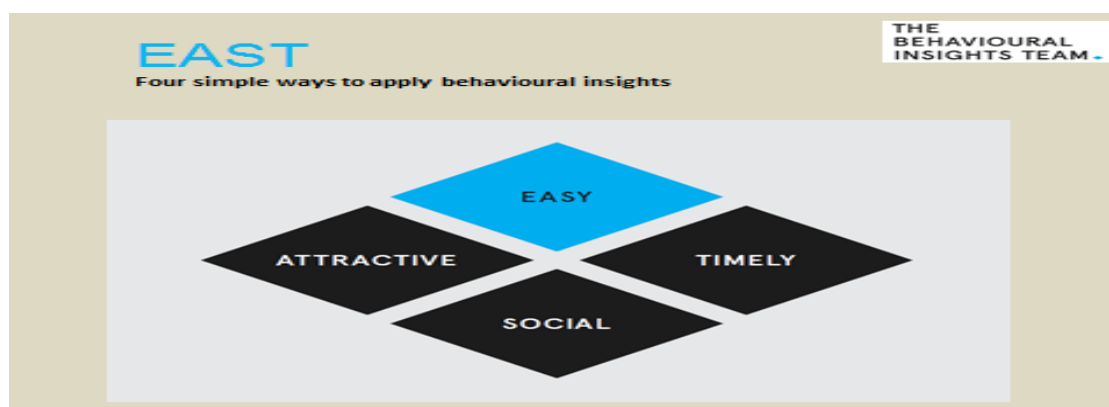 EAST
Four simple ways to apply behavioural insights
THE
BEHAVIOURAL
INSIGHTS TEAM.
EASY
ATTRACTIVE
TIMELY
SOCIAL